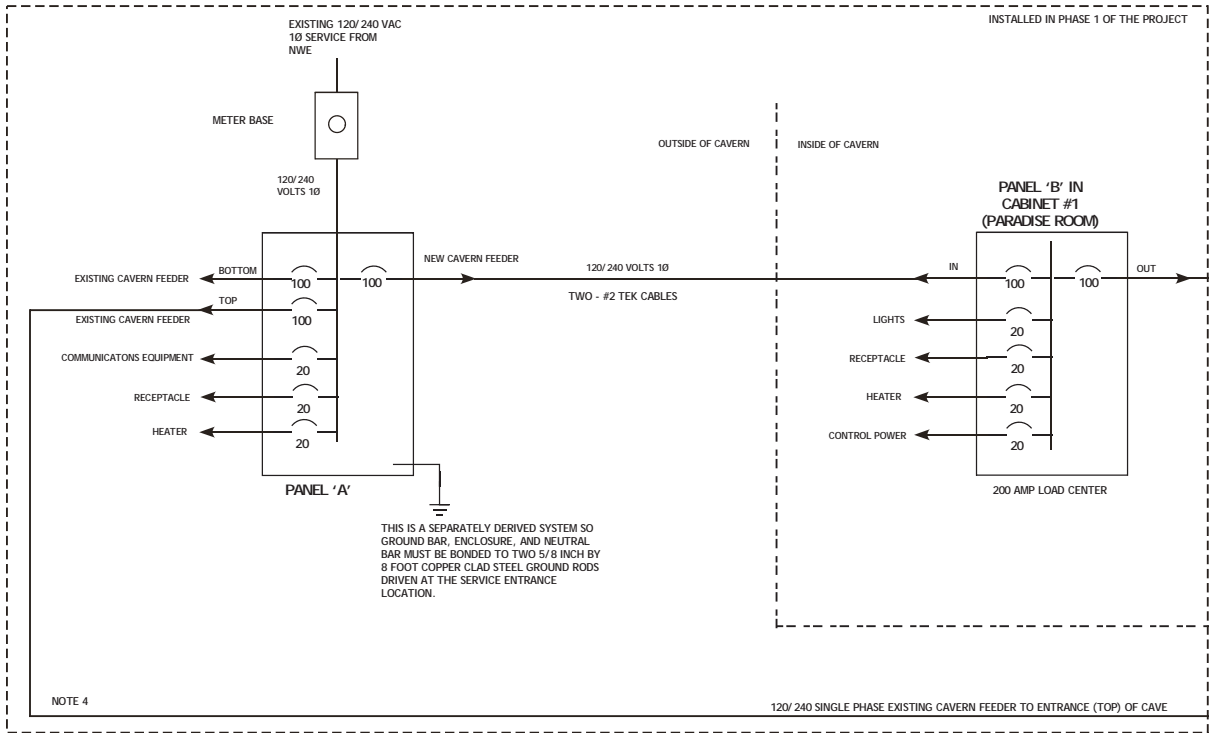 EXISTING 120/240 VAC
1Ø SERVICE FROM
NWE
INSTALLED IN PHASE 1 OF THE PROJECT
METER BASE
OUTSIDE OF CAVERN
INSIDE OF CAVERN
120/240
VOLTS 1Ø
PANEL ‘B’ IN
CABINET #1
(PARADISE ROOM)
EXISTING CAVERN FEEDER
BOTTOM
100
100
NEW CAVERN FEEDER
120/240 VOLTS 1Ø
TWO - #2 TEK CABLES
IN
100
100
OUT
TOP
EXISTING CAVERN FEEDER
100
LIGHTS
20
COMMUNICATONS EQUIPMENT
20
RECEPTACLE
20
RECEPTACLE
20
HEATER
20
HEATER
20
CONTROL POWER
20
PANEL ‘A’
200 AMP LOAD CENTER
THIS IS A SEPARATELY DERIVED SYSTEM SO
GROUND BAR, ENCLOSURE, AND NEUTRAL
BAR MUST BE BONDED TO TWO 5/8 INCH BY
8 FOOT COPPER CLAD STEEL GROUND RODS
DRIVEN AT THE SERVICE ENTRANCE
LOCATION.
NOTE 4
120/240 SINGLE PHASE EXISTING CAVERN FEEDER TO ENTRANCE (TOP) OF CAVE